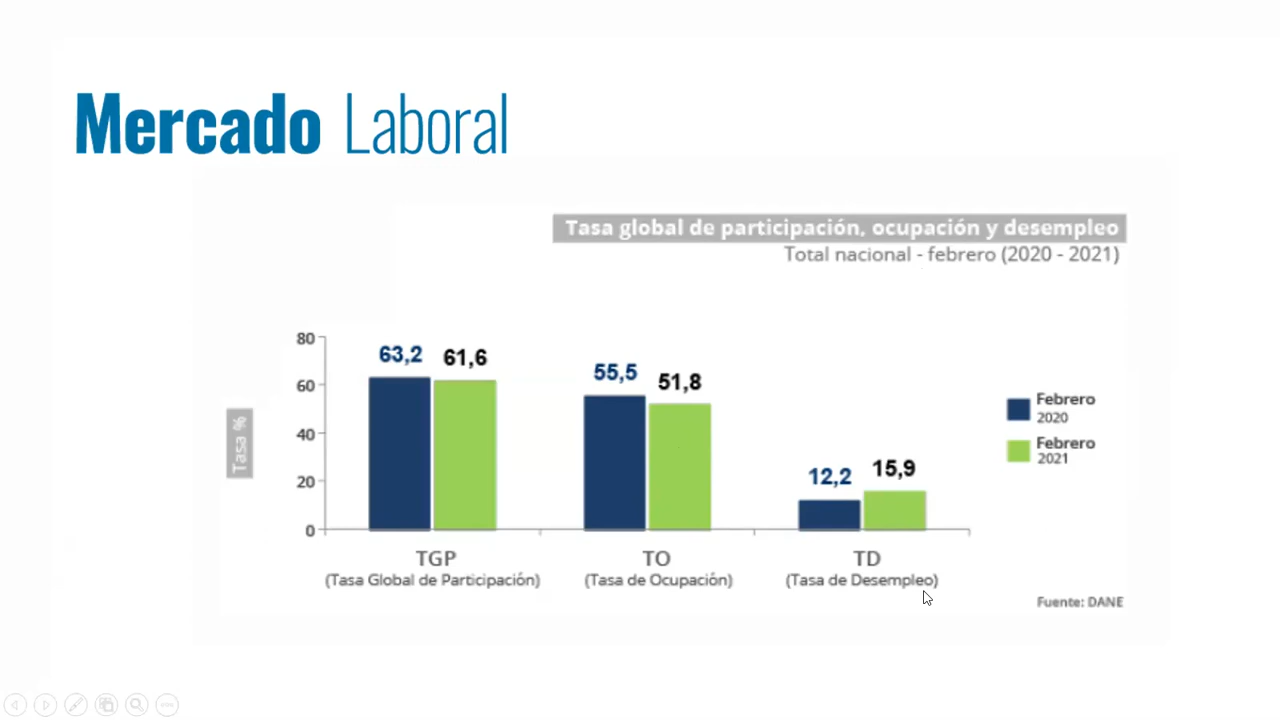 Mercado Laboral
Tasa global de participación, ocupación y desempleo
Total nacional - febrero (2020 - 2021)
Tasa %
80
60
40
20
0
63,2
61,6
55,5
51,8
12,2
15,9
TGP
(Tasa Global de Participación)
TO
(Tasa de Ocupación)
TD
(Tasa de Desempleo)
Febrero
2020
Febrero
2021
Fuente: DANE